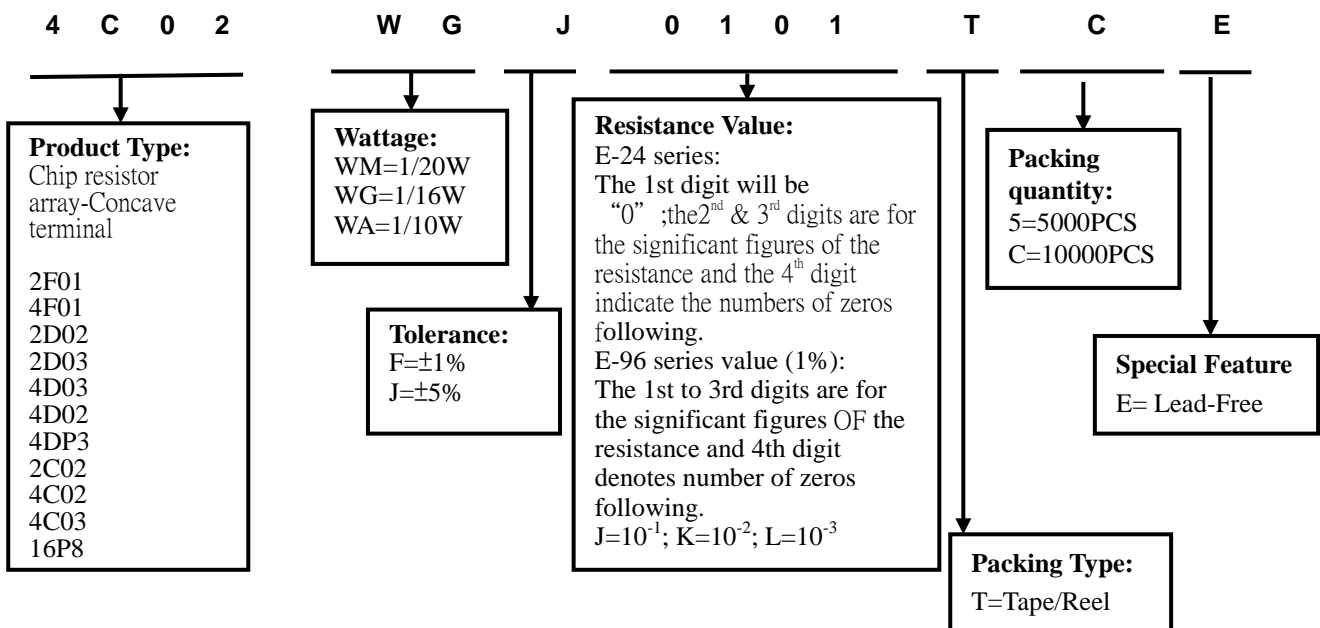 4 C 0 2 W G J 0 1 0 1 T C E
Product Type:
Chip resistor
array-Concave
terminal
2F01
4F01
2D02
2D03
4D03
4D02
4DP3
2C02
4C02
4C03
16P8
Wattage:
WM=1/20W
WG=1/16W
WA=1/10W
Tolerance:
F=±1%
J=±5%
Resistance Value:
E-24 series:
The 1st digit will be
“0” ;the2nd & 3rd digits are for
the significant figures of the
resistance and the 4th digit
indicate the numbers of zeros
following.
E-96 series value (1%):
The 1st to 3rd digits are for
the significant figures OF the
resistance and 4th digit
denotes number of zeros
following.
J=10-1; K=10-2; L=10-3
Packing
quantity:
5=5000PCS
C=10000PCS
Special Feature
E= Lead-Free
Packing Type:
T=Tape/Reel